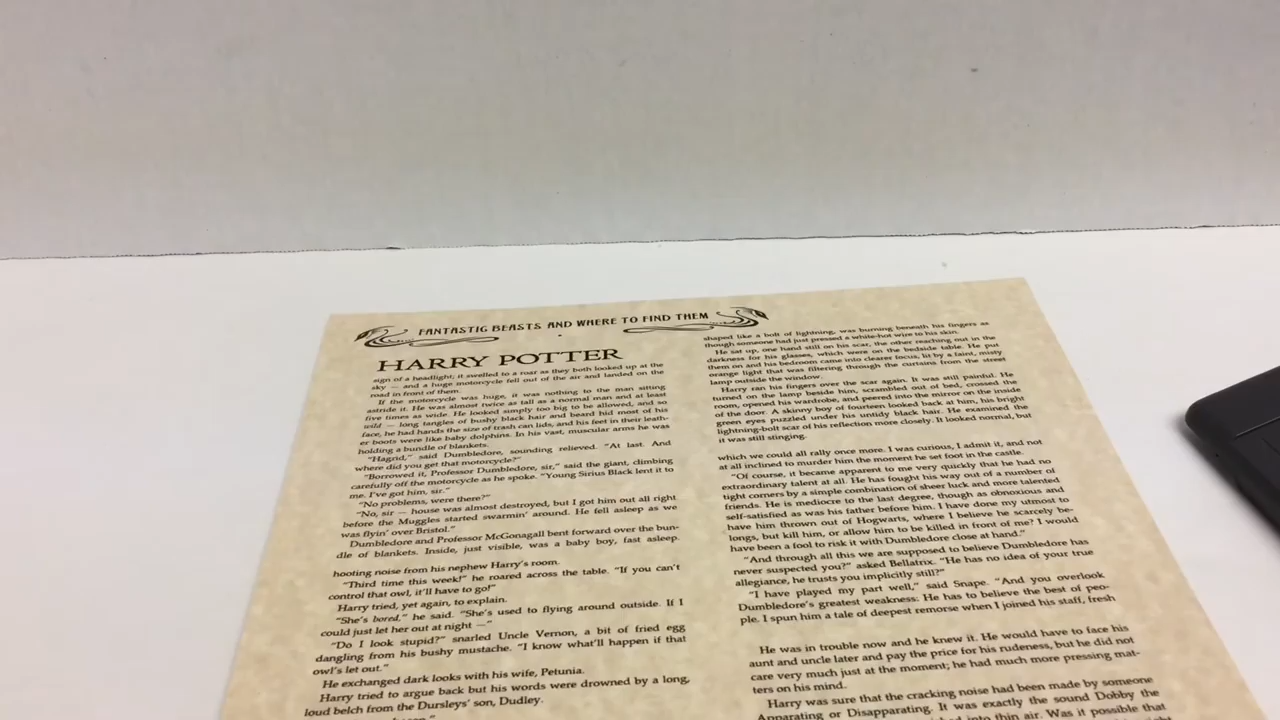 FANTASTIC BEASTS AND WHERE TO FIND THEM
HARRY POTTER
sign of a headlight; it swelled to a roar as they both looked up at the
sky — and a huge motorcycle fell out of the air and landed on the
road in front of them.
If the motorcycle was huge, it was nothing to the man sitting
astride it. He was almost twice as tall as a normal man and at least
five times as wide. He looked simply too big to be allowed, and so
wild — long tangles of bushy black hair and beard hid most of his
face, he had hands the size of trash can lids, and his feet in their leath-
er boots were like baby dolphins. In his vast, muscular arms he was
holding a bundle of blankets.
“Hagrid,” said Dumbledore, sounding relieved. “At last. And
where did you get that motorcycle?”
“Borrowed it, Professor Dumbledore, sir,” said the giant, climbing
carefully off the motorcycle as he spoke. “Young Sirius Black lent it to
me. I’ve got him, sir.”
“No problems, were there?”
“No, sir — house was almost destroyed, but I got him out all right
before the Muggles started swarmin’ around. He fell asleep as we
was flyin’ over Bristol.”
Dumbledore and Professor McGonagall bent forward over the bun-
dle of blankets. Inside, just visible, was a baby boy, fast asleep.
hooting noise from his nephew Harry’s room.
“Third time this week!” he roared across the table. “If you can’t
control that owl, it’ll have to go!”
Harry tried, yet again, to explain.
“She’s bored,” he said. “She’s used to flying around outside. If I
could just let her out at night —”
“Do I look stupid?” snarled Uncle Vernon, a bit of fried egg
dangling from his bushy mustache. “I know what’ll happen if that
owl’s let out.”
He exchanged dark looks with his wife, Petunia.
Harry tried to argue back but his words were drowned by a long,
loud belch from the Dursleys’ son, Dudley.
shaped like a bolt of lightning, was burning beneath his fingers as
though someone had just pressed a white-hot wire to his skin.
He sat up, one hand still on his scar, the other reaching out in the
darkness for his glasses, which were on the bedside table. He put
them on and his bedroom came into clearer focus, lit by a faint, misty
orange light that was filtering through the curtains from the street
lamp outside the window.
Harry ran his fingers over the scar again. It was still painful. He
turned on the lamp beside him, scrambled out of bed, crossed the
room, opened his wardrobe, and peered into the mirror on the inside
of the door. A skinny boy of fourteen looked back at him, his bright
green eyes puzzled under his untidy black hair. He examined the
lightning-bolt scar of his reflection more closely. It looked normal, but
it was still stinging.
which we could all rally once more. I was curious, I admit it, and not
at all inclined to murder him the moment he set foot in the castle.
“Of course, it became apparent to me very quickly that he had no
extraordinary talent at all. He has fought his way out of a number of
tight corners by a simple combination of sheer luck and more talented
friends. He is mediocre to the last degree, though as obnoxious and
self-satisfied as was his father before him. I have done my utmost to
have him thrown out of Hogwarts, where I believe he scarcely be-
longs, but kill him, or allow him to be killed in front of me? I would
have been a fool to risk it with Dumbledore close at hand.”
“And through all this we are supposed to believe Dumbledore has
never suspected you?” asked Bellatrix. “He has no idea of your true
allegiance, he trusts you implicitly still?”
“I have played my part well,” said Snape. “And you overlook
Dumbledore’s greatest weakness: He has to believe the best of peo-
ple. I spun him a tale of deepest remorse when I joined his staff, fresh
He was in trouble now and he knew it. He would have to face his
aunt and uncle later and pay the price for his rudeness, but he did not
care very much just at the moment; he had much more pressing mat-
ters on his mind.
Harry was sure that the cracking noise had been made by someone
Apparating or Disapparating. It was exactly the sound Dobby the
into thin air. Was it possible that